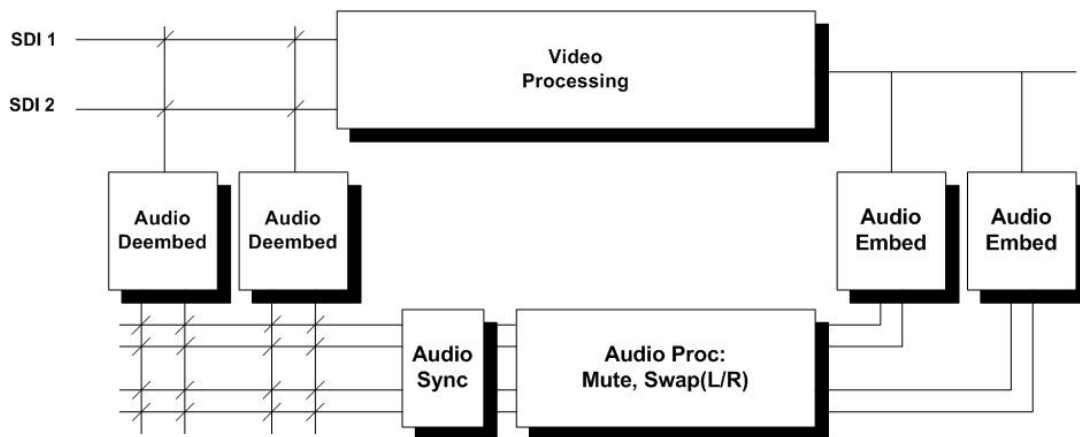 SDI 1
SDI 2
Video
Processing
Audio
Deembed
Audio
Deembed
Audio
Embed
Audio
Embed
Audio
Sync
Audio Proc:
Mute, Swap(L/R)